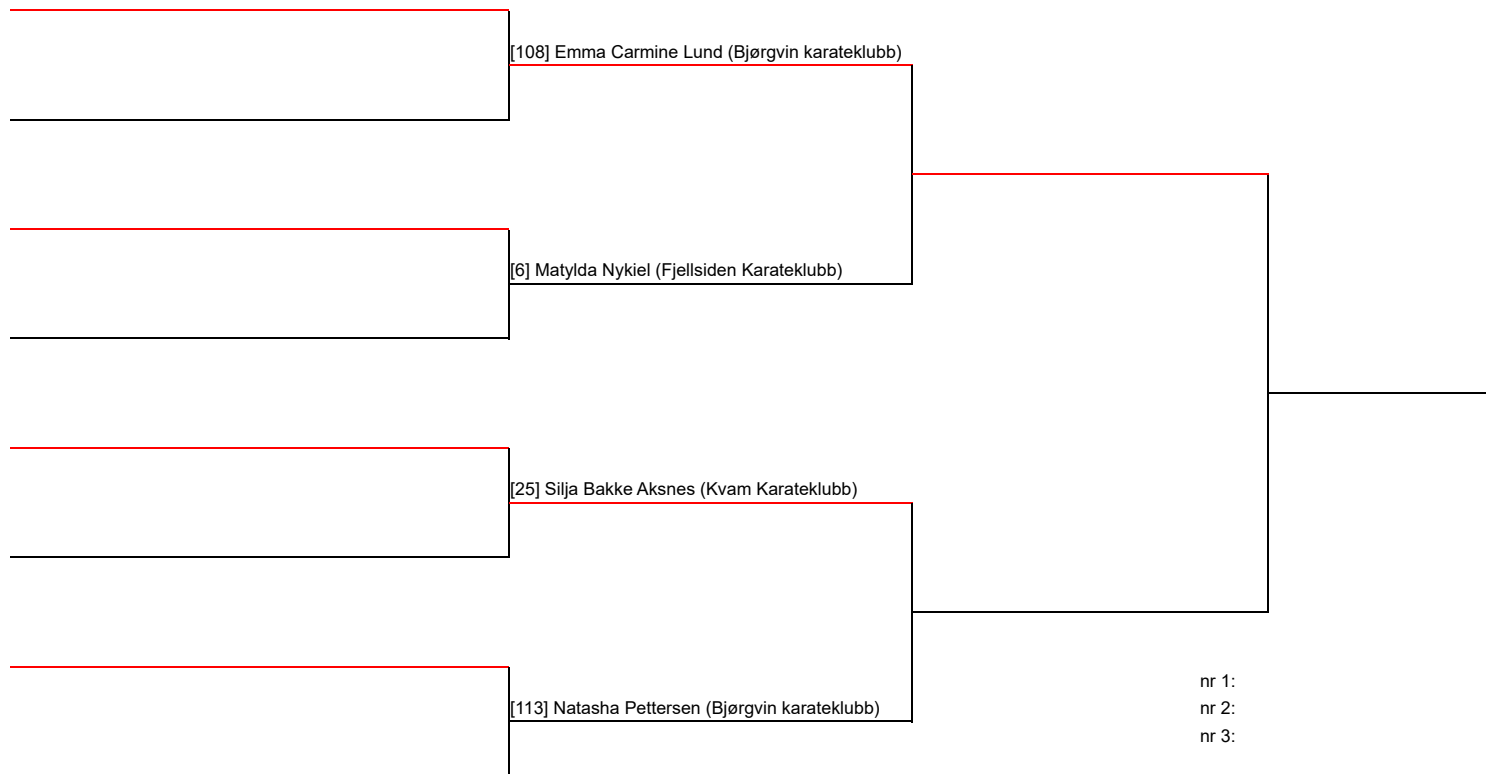 [108] Emma Carmine Lund (Bjørgvin karateklubb)
[6] Matylda Nykiel (Fjellsiden Karateklubb)
[25] Silja Bakke Aksnes (Kvam Karateklubb)
[113] Natasha Pettersen (Bjørgvin karateklubb)
nr 1:
nr 2:
nr 3: